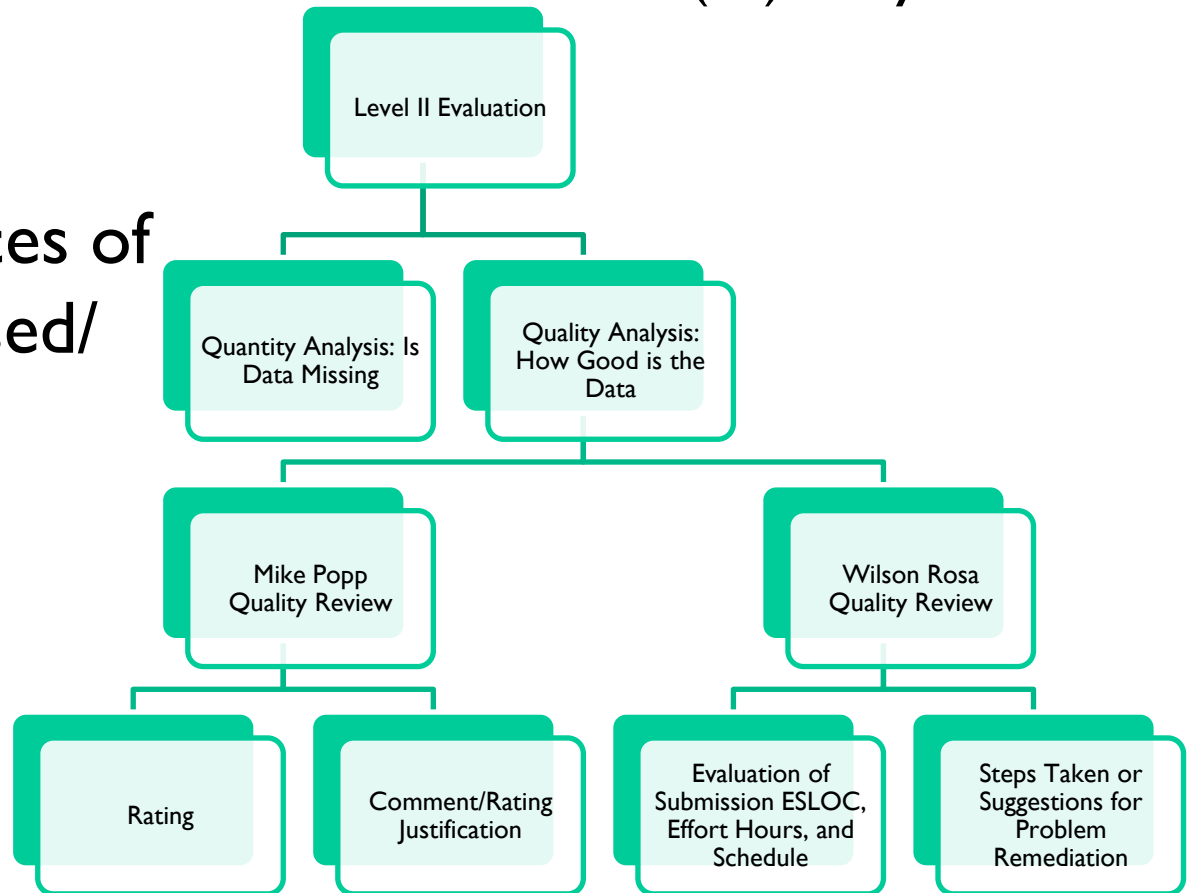 Level II Evaluation
of
Quantity Analysis: Is
Data Missing
Quality Analysis:
How Good is the
Data
Mike Popp
Quality Review
Wilson Rosa
Quality Review
Rating
Comment/Rating
Justification
Evaluation of
Submission ESLOC,
Effort Hours, and
Schedule
Steps Taken or
Suggestions for
Problem
Remediation